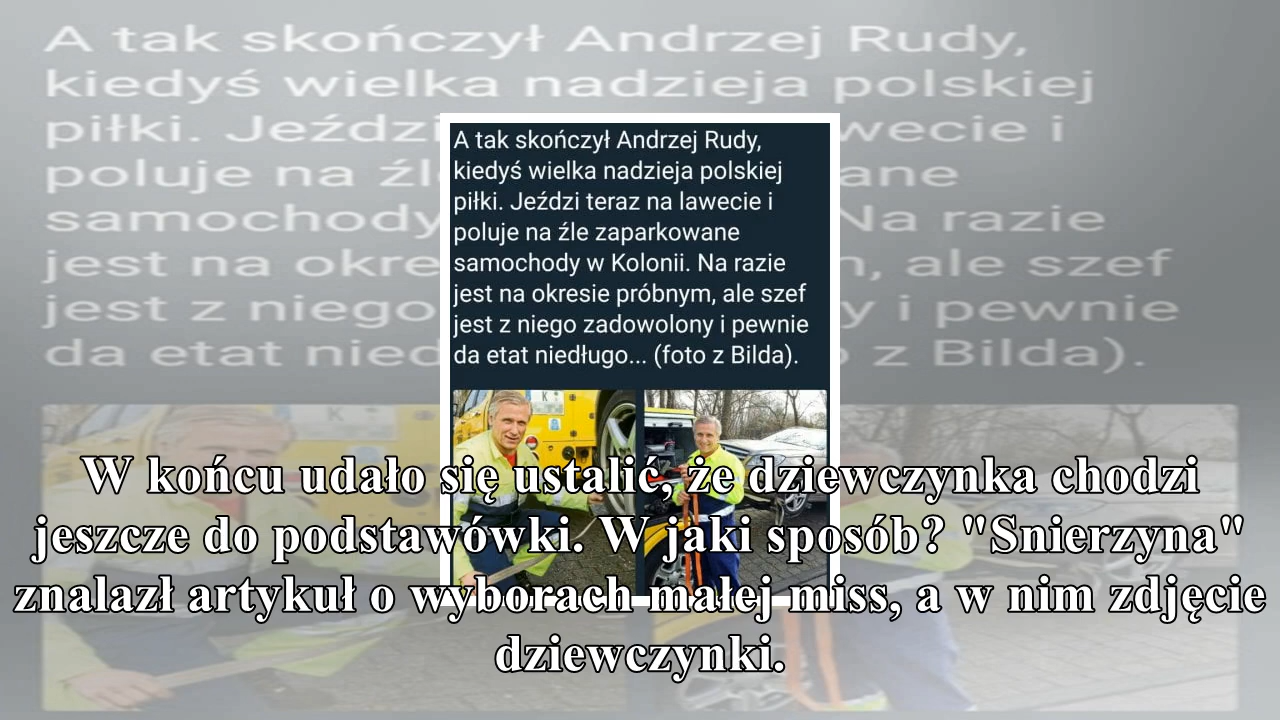 A tak skończył Andrzej Rudy,
kiedyś wielka nadzieja polskiej
piłki. Jeździ teraz na lawecie i
poluje na źle zaparkowane
samochody w Kolonii. Na razie
jest na okresie próbnym, ale szef
jest z niego zadowolony i pewnie
da etat niedługo... (foto z Bilda).
W końcu udało się ustalić, że dziewczynka chodzi
jeszcze do podstawówki. W jaki sposób? "Snierzyna"
znalazł artykuł o wyborach małej miss, a w nim zdjęcie
dziewczynki.